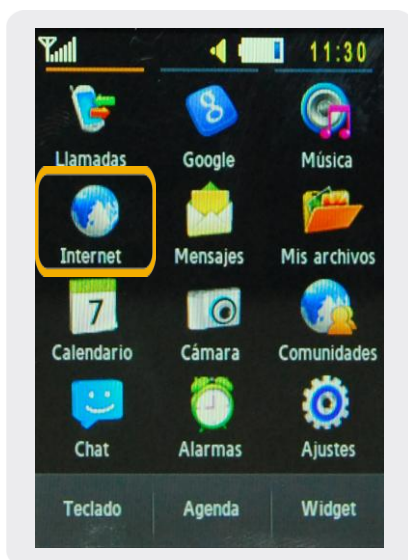 11:30
Llamadas Google Música
Internet Mensajes Mis archivos
7
Calendario Cámara Comunidades
Chat Alarmas Ajustes
Teclado Agenda Widget